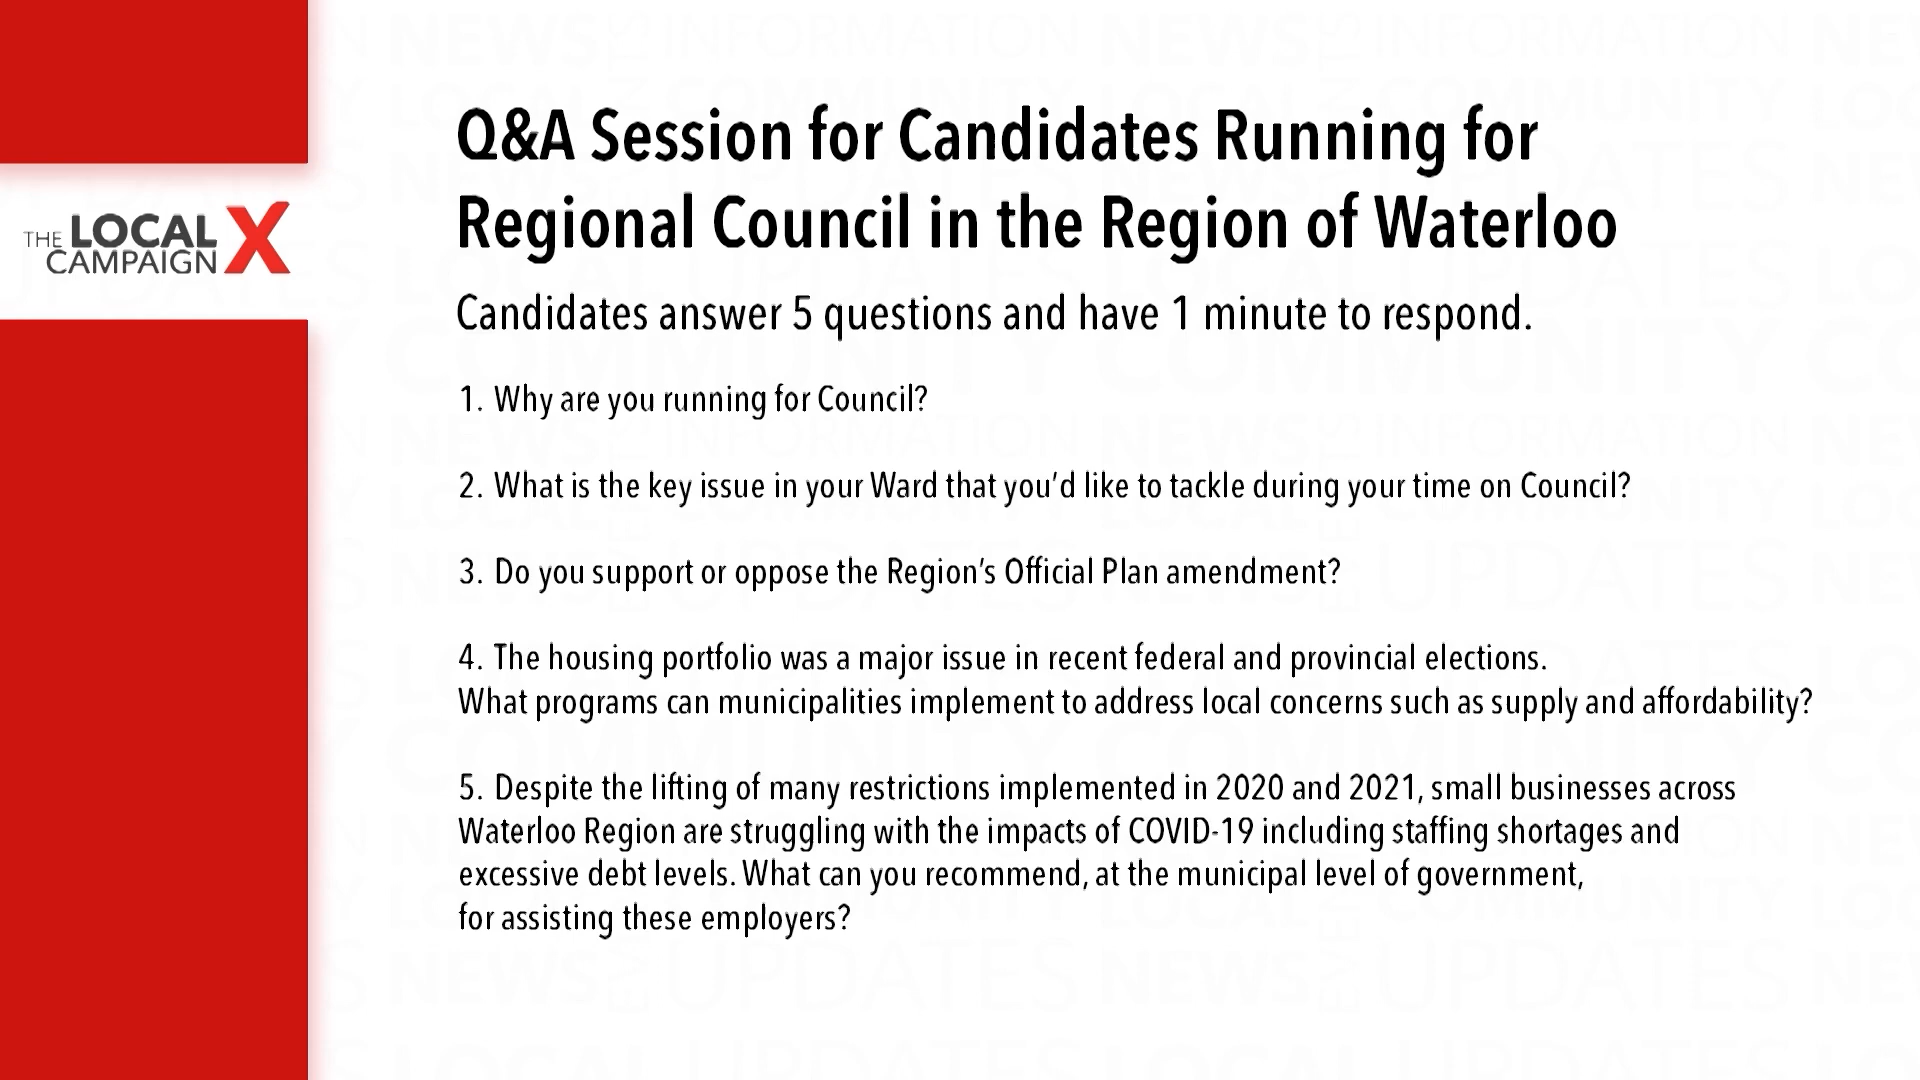 THE LOCAL X
CAMPAIGN
Q&A Session for Candidates Running for
Regional Council in the Region of Waterloo
Candidates answer 5 questions and have 1 minute to respond.
1. Why are you running for Council?
2. What is the key issue in your Ward that you’d like to tackle during your time on Council?
3. Do you support or oppose the Region’s Official Plan amendment?
4. The housing portfolio was a major issue in recent federal and provincial elections.
What programs can municipalities implement to address local concerns such as supply and affordability?
5. Despite the lifting of many restrictions implemented in 2020 and 2021, small businesses across
Waterloo Region are struggling with the impacts of COVID-19 including staffing shortages and
excessive debt levels. What can you recommend, at the municipal level of government,
for assisting these employers?